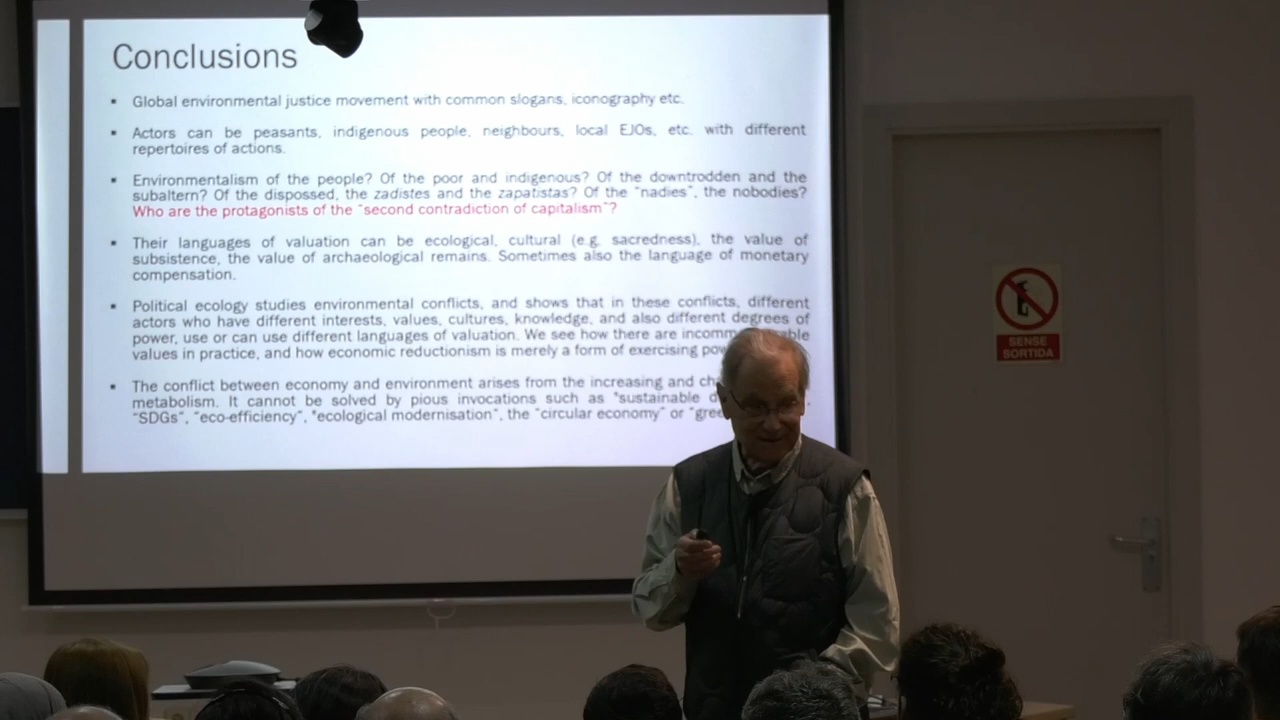 Conclusions
Global environmental justice movement with common slogans, iconography etc.
Actors can be peasants, indigenous people, neighbours, local EJOs, etc. with different
repertoires of actions.
Environmentalism of the people? Of the poor and indigenous? Of the downtrodden and the
subaltern? Of the dispossed, the zadistes and the zapatistas? Of the "nadies", the nobodies?
Who are the protagonists of the "second contradiction of capitalism"?
Their languages of valuation can be ecological, cultural (e.g. sacredness), the value of
subsistence, the value of archaeological remains. Sometimes also the language of monetary
compensation.
Political ecology studies environmental conflicts, and shows that in these conflicts, different
actors who have different interests, values, cultures, knowledge, and also different degrees of
power, use or can use different languages of valuation. We see how there are
values in practice, and how economic reductionism is merely a form of exercising
The conflict between economy and environment arises from the increasing and
metabolism. It cannot be solved by pious invocations such as "sustainable
"SDGs", "eco-efficiency", "ecological modernisation", the "circular economy" or
SENSE
SORTIDA